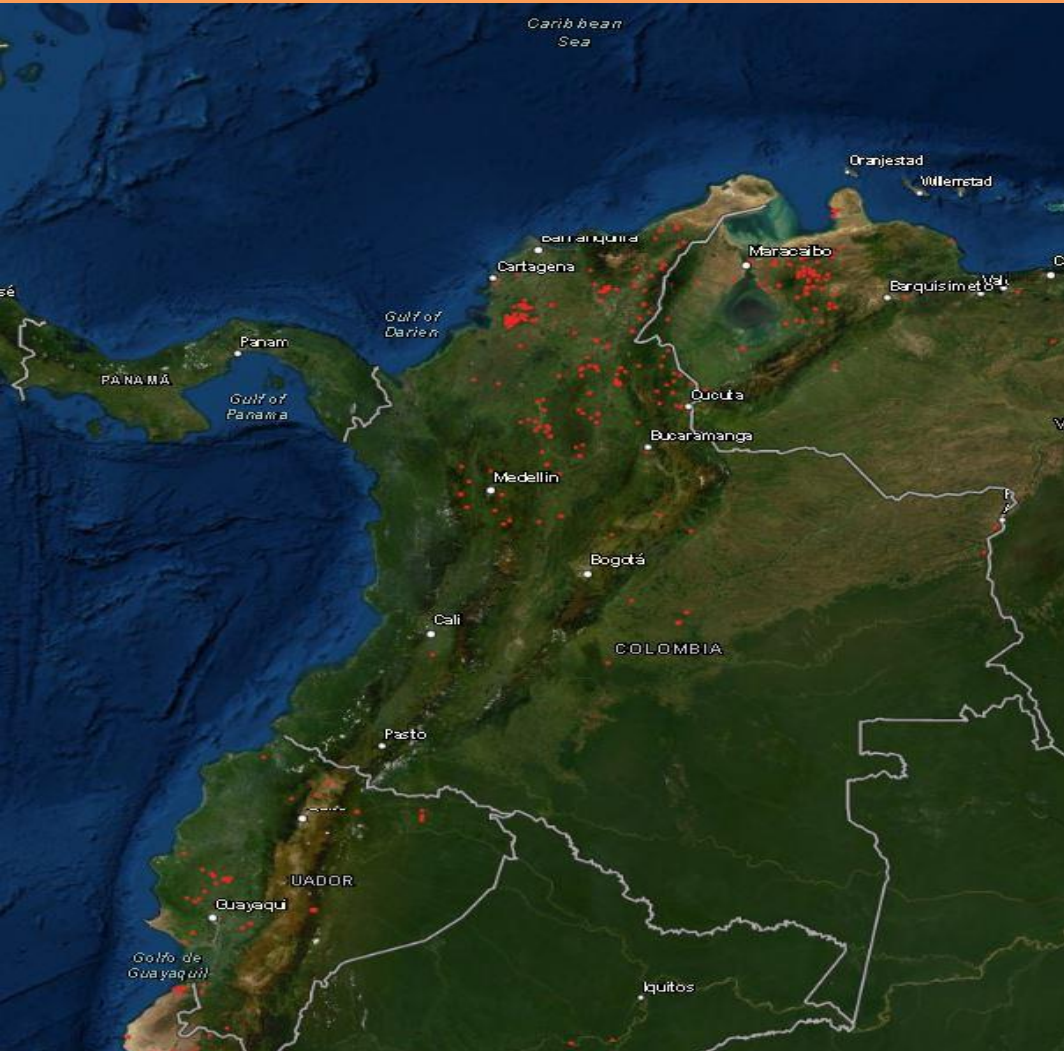 Caribbean
Sea
Oranjestad
Willemstad
Maracaibo
Cartagena
Barquisimeto
Gulf of
Darien
Panam
PANAMÁ
Gulf of
Panama
Cucuta
Bucaramanga
Medellin
Bogotá
Cali
COLOMBIA
Pasto
UADOR
Guayaqui
Golfo de
Guayaquil
Iquitos